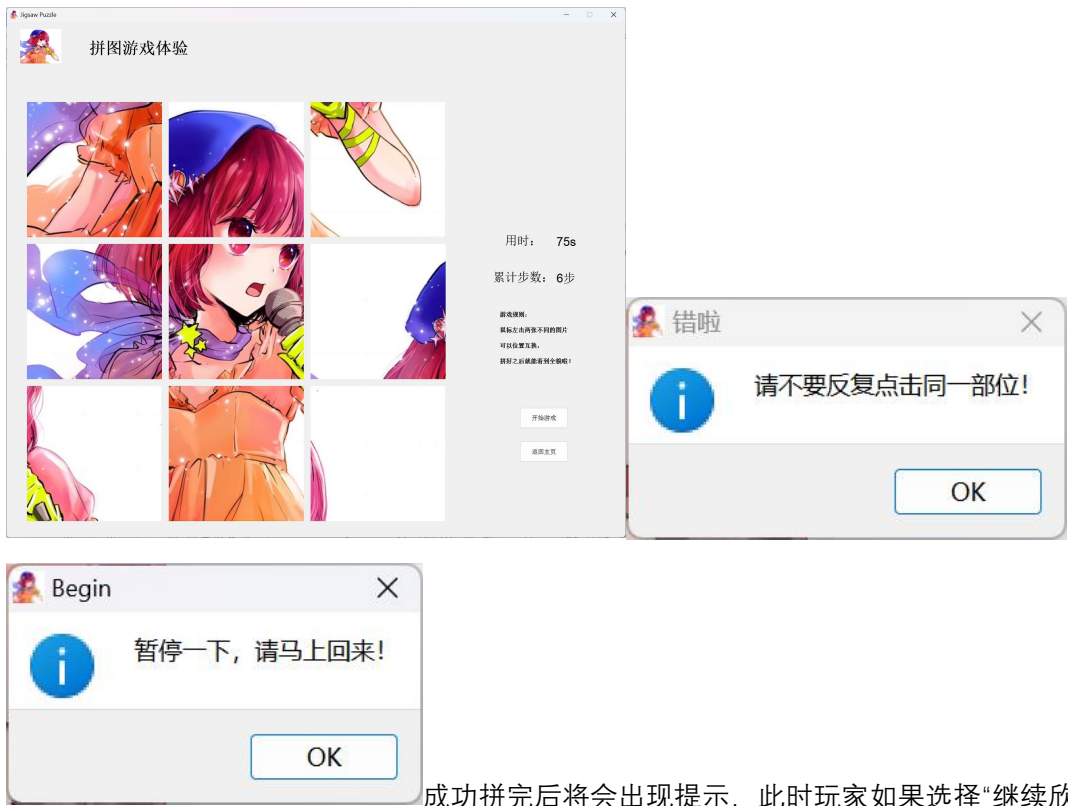 Jigsaw Puzzle
拼图游戏体验
用时： 75s
累计步数： 6步
游戏规则：
鼠标左击两张不同的图片
可以位置互换，
拼好之后就能看到全貌啦！
开始游戏
退回主页
错啦
请不要反复点击同一部位！
OK
Begin
暂停一下，请马上回来！
OK
成功拼完后将会出现提示，此时玩家如果选择“继续欣